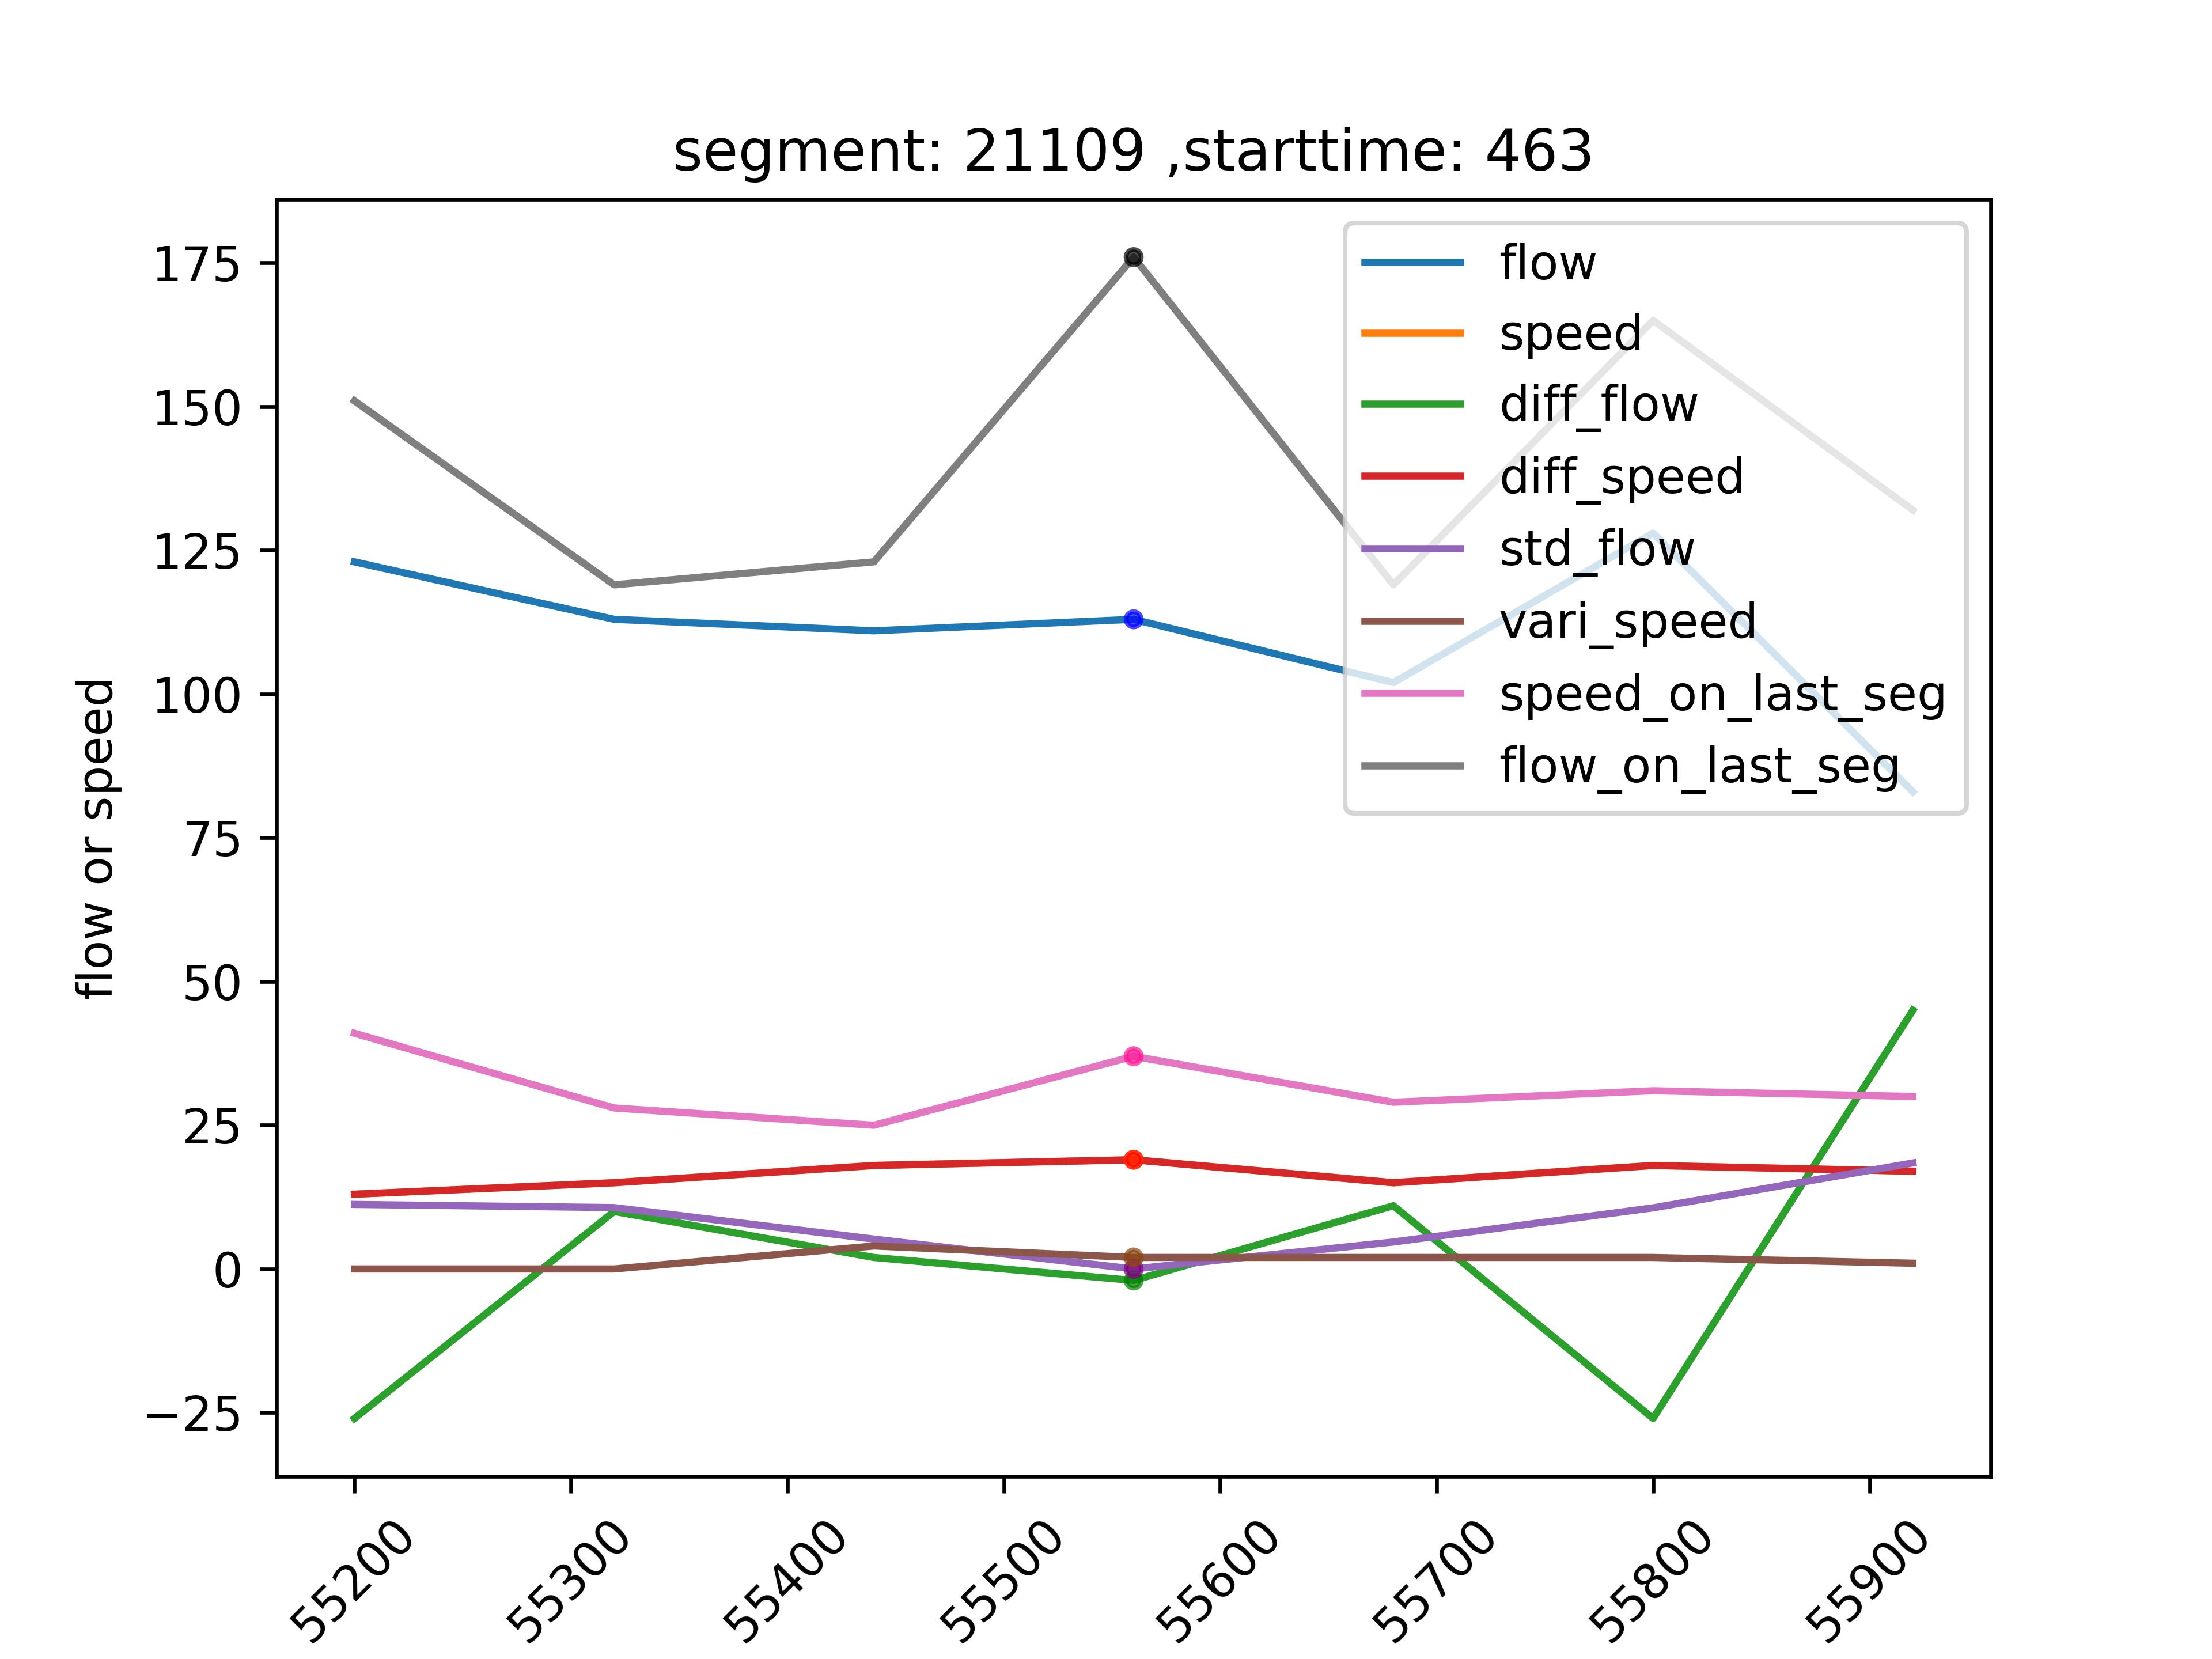 segment: 21109 ,starttime: 463
flow or speed
175
150
125
100
75
50
25
0
−25
flow
speed
diff_flow
diff_speed
std_flow
vari_speed
speed_on_last_seg
flow_on_last_seg
55200
55300
55400
55500
55600
55700
55800
55900